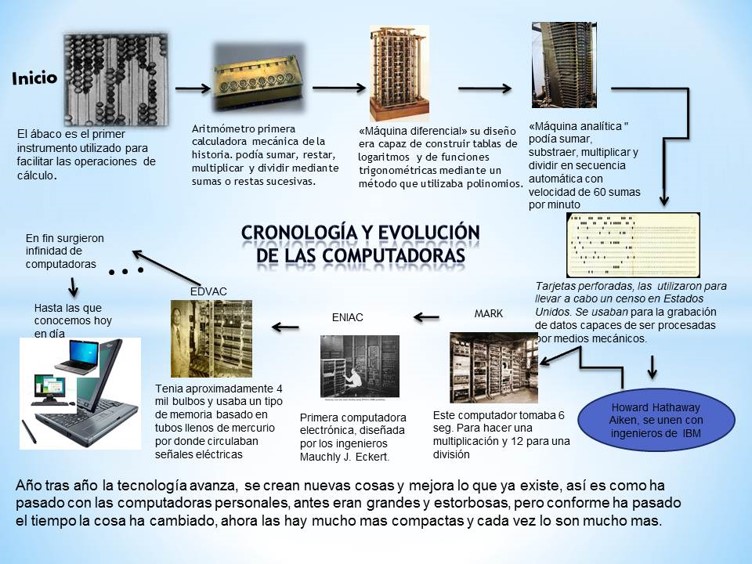 Inicio
El ábaco es el primer
instrumento utilizado para
facilitar las operaciones de
cálculo.
Aritmómetro primera
calculadora mecánica de la
historia. podía sumar, restar,
multiplicar y dividir mediante
sumas o restas sucesivas.
«Máquina diferencial» su diseño
era capaz de construir tablas de
logaritmos y de funciones
trigonométricas mediante un
método que utilizaba polinomios.
«Máquina analítica "
podía sumar,
substraer, multiplicar y
dividir en secuencia
automática con
velocidad de 60 sumas
por minuto
CRONOLOGÍA Y EVOLUCIÓN
DE LAS COMPUTADORAS
Tarjetas perforadas, las utilizaron para
llevar a cabo un censo en Estados
Unidos. Se usaban para la grabación
de datos capaces de ser procesadas
por medios mecánicos.
Howard Hathaway
Aiken, se unen con
ingenieros de IBM
MARK
Este computador tomaba 6
seg. Para hacer una
multiplicación y 12 para una
división
ENIAC
Primera computadora
electrónica, diseñada
por los ingenieros
Mauchly J. Eckert.
EDVAC
Tenia aproximadamente 4
mil bulbos y usaba un tipo
de memoria basado en
tubos llenos de mercurio
por donde circulaban
señales eléctricas
En fin surgieron
infinidad de
computadoras
...
Hasta las que
conocemos hoy
en día
Año tras año la tecnología avanza, se crean nuevas cosas y mejora lo que ya existe, así es como ha
pasado con las computadoras personales, antes eran grandes y estorbosas, pero conforme ha pasado
el tiempo la cosa ha cambiado, ahora las hay mucho mas compactas y cada vez lo son mucho mas.